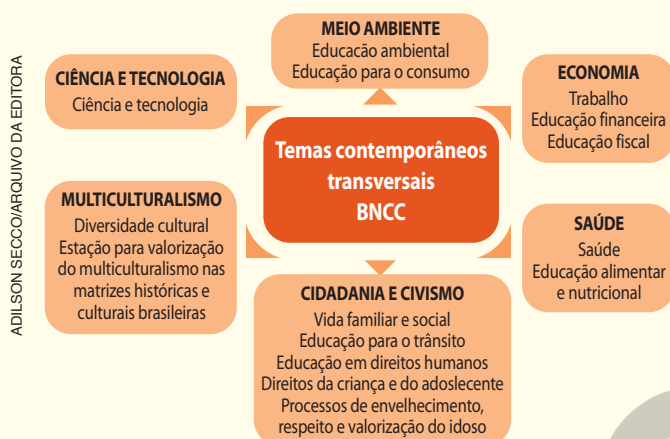 MEIO AMBIENTE
Educacão ambiental
Educação para o consumo
CIÊNCIA E TECNOLOGIA
Ciência e tecnologia
ECONOMIA
Trabalho
Educação financeira
Educação fiscal
Temas contemporâneos
transversais
BNCC
MULTICULTURALISMO
Diversidade cultural
Estação para valorização
do multiculturalismo nas
matrizes históricas e
culturais brasileiras
SAÚDE
Saúde
Educação alimentar
e nutricional
CIDADANIA E CIVISMO
Vida familiar e social
Educação para o trânsito
Educação em direitos humanos
Direitos da criança e do adoslecente
Processos de envelhecimento,
respeito e valorização do idoso
ADILSON SECCO/ARQUIVO DA EDITORA